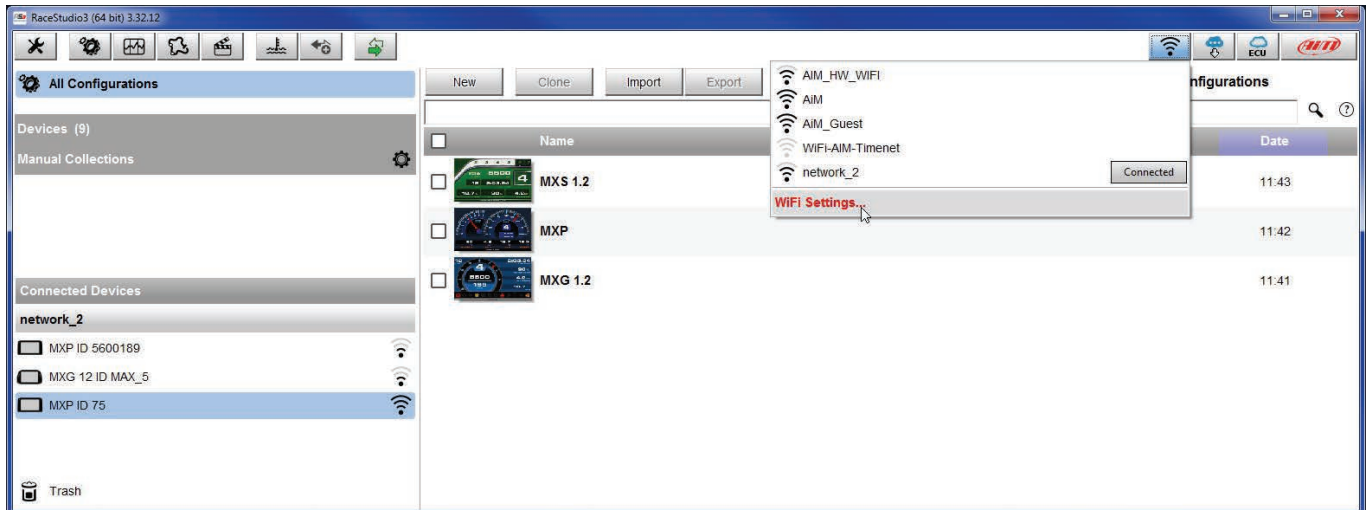 RaceStudio3 (64 bit) 3.32.12
ECU
AiM
All Configurations
New Clone Import Export
nfigurations
AiM_HW_WIFI
AiM
AiM_Guest
WiFi-AIM-Timenet
network_2 Connected
WiFi Settings...
Devices (9)
Manual Collections
Name Date
MXS 1.2 11:43
MXP 11:42
MXG 1.2 11:41
Connected Devices
network_2
MXP ID 5600189
MXG 12 ID MAX_5
MXP ID 75
Trash